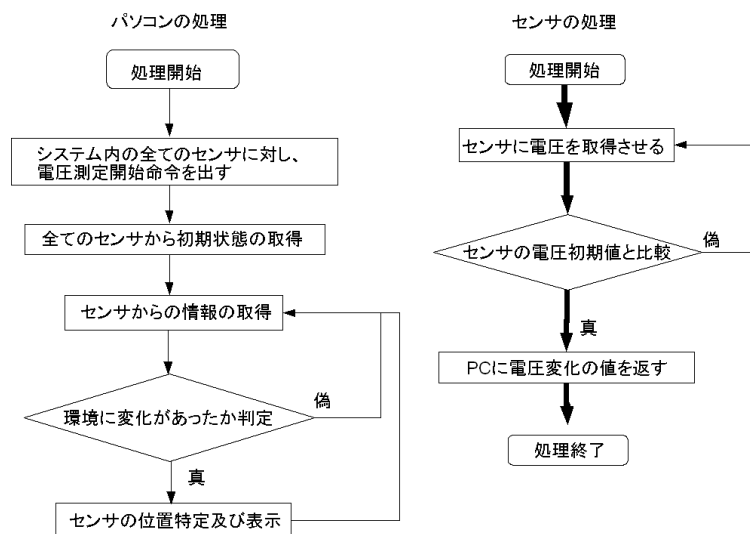 パソコンの処理
処理開始
システム内の全てのセンサに対し、
電圧測定開始命令を出す
全てのセンサから初期状態の取得
センサからの情報の取得
環境に変化があったか判定
偽
真
センサの位置特定及び表示
センサの処理
処理開始
センサに電圧を取得させる
センサの電圧初期値と比較
偽
真
PCに電圧変化の値を返す
処理終了